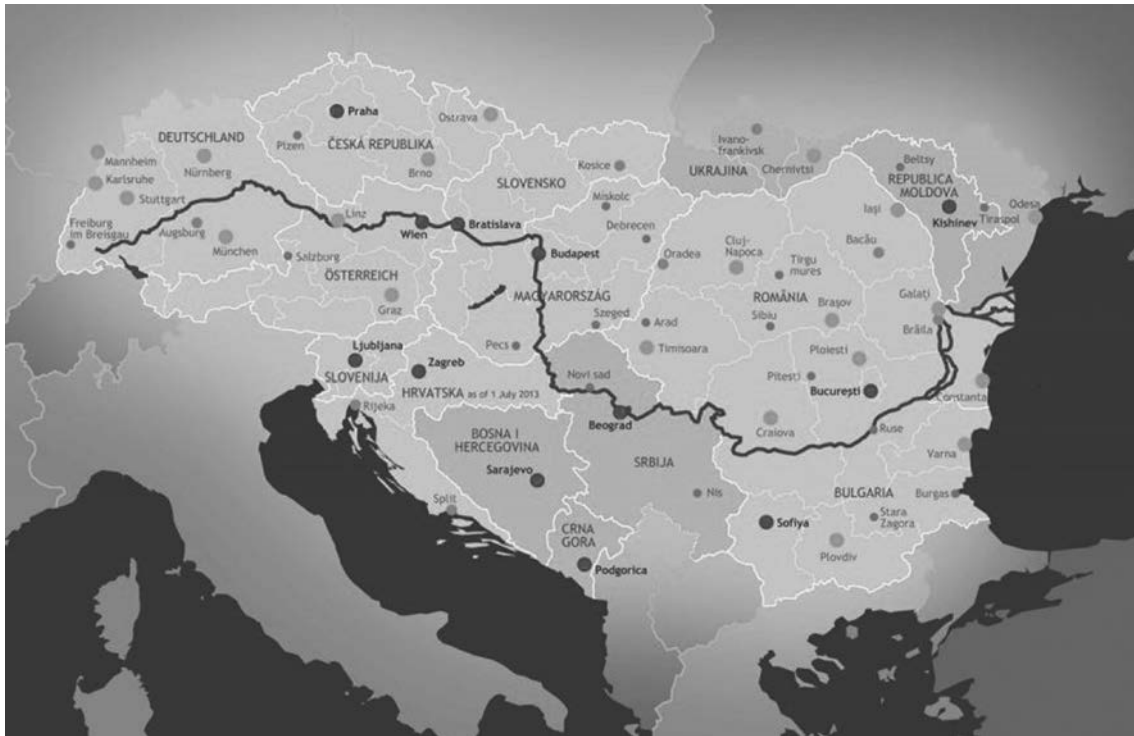 Praha
Ostrava
DEUTSCHLAND
Plzen
ČESKÁ REPUBLIKA
Ivano-
frankivsk
Mannheim
Nürnberg
Brno
Kosice
Chernivtsi
Beltsy
UKRAJINA
Karlsruhe
SLOVENSKO
REPUBLICA
MOLDOVA
Stuttgart
Miskolc
Odesa
Linz
Iaşi
Kishinev
Tiraspol
Freiburg
im Breisgau
Augsburg
Wien
Bratislava
Debrecen
München
Salzburg
Budapest
Oradea
Cluj-
Napoca
Bacău
Tirgu
mures
ÖSTERREICH
MAGYARORSZÁG
ROMÂNIA
Galaţi
Graz
Szeged
Arad
Sibiu
Braşov
Brăila
Ljubljana
Pecs
Timisoara
Ploiesti
Zagreb
SLOVENIJA
Novi sad
Pitesti
HRVATSKA as of 1 July 2013
Bucureşti
Constanta
Rijeka
Beograd
Craiova
Ruse
BOSNA I
HERCEGOVINA
Varna
SRBIJA
Sarajevo
Nis
BULGARIA
Burgas
Split
Stara
Zagora
CRNA
GORA
Sofiya
Plovdiv
Podgorica